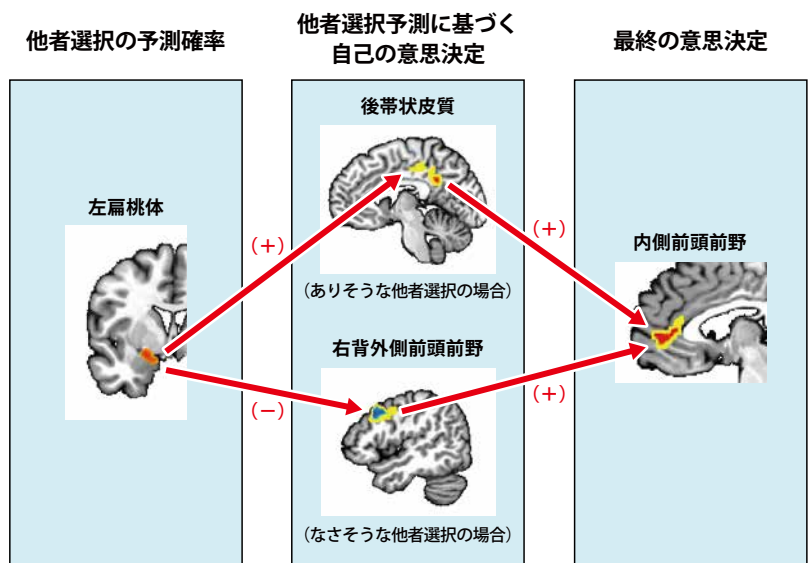 他者選択の予測確率
他者選択予測に基づく
自己の意思決定
最終の意思決定
左扁桃体
後帯状皮質
(+)
(ありそうな他者選択の場合)
(+)
内側前頭前野
右背外側前頭前野
(-)
(+)
(なさそうな他者選択の場合)